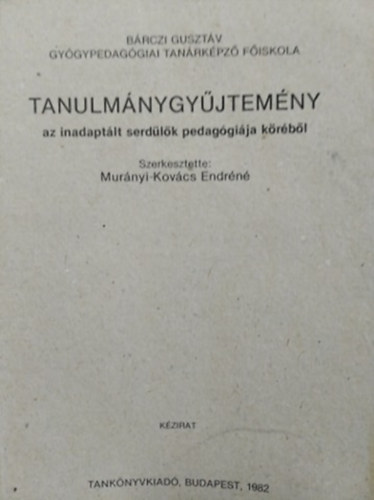 BÁRCZI GUSZTÁV
GYÓGYPEDAGÓGIAI TANÁRKÉPZŐ FŐISKOLA
TANULMÁNYGYŰJTEMÉNY
az inadaptált serdülők pedagógiája köréből
Szerkesztette:
Murányi-Kovács Endréné
KÉZIRAT
TANKÖNYVKIADÓ, BUDAPEST, 1982